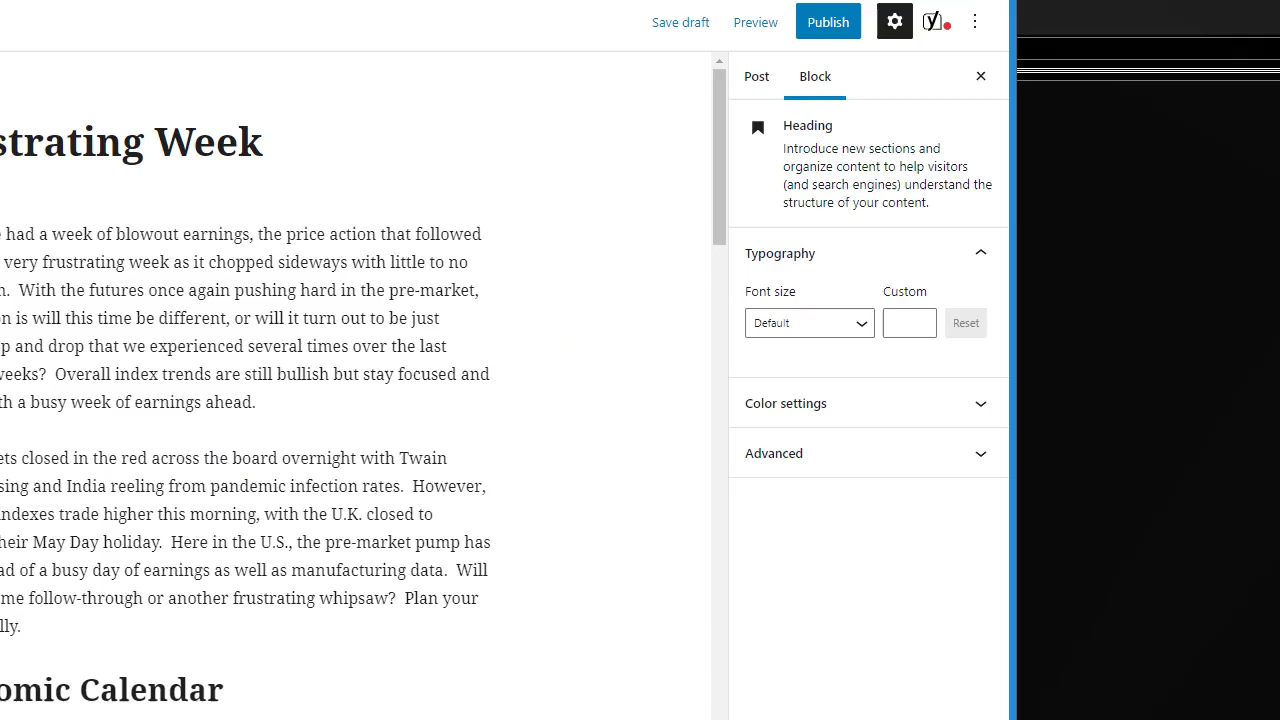 Save draft
Preview
Publish
Post
Block
strating Week
Heading
Introduce new sections and
organize content to help visitors
(and search engines) understand the
structure of your content.
had a week of blowout earnings, the price action that followed
very frustrating week as it chopped sideways with little to no
n.  With the futures once again pushing hard in the pre-market,
n is will this time be different, or will it turn out to be just
p and drop that we experienced several times over the last
weeks?  Overall index trends are still bullish but stay focused and
th a busy week of earnings ahead.
Typography
Font size
Custom
Default
Reset
Color settings
Advanced
ets closed in the red across the board overnight with Twain
sing and India reeling from pandemic infection rates.  However,
indexes trade higher this morning, with the U.K. closed to
their May Day holiday.  Here in the U.S., the pre-market pump has
ad of a busy day of earnings as well as manufacturing data.  Will
me follow-through or another frustrating whipsaw?  Plan your
lly.
omic Calendar